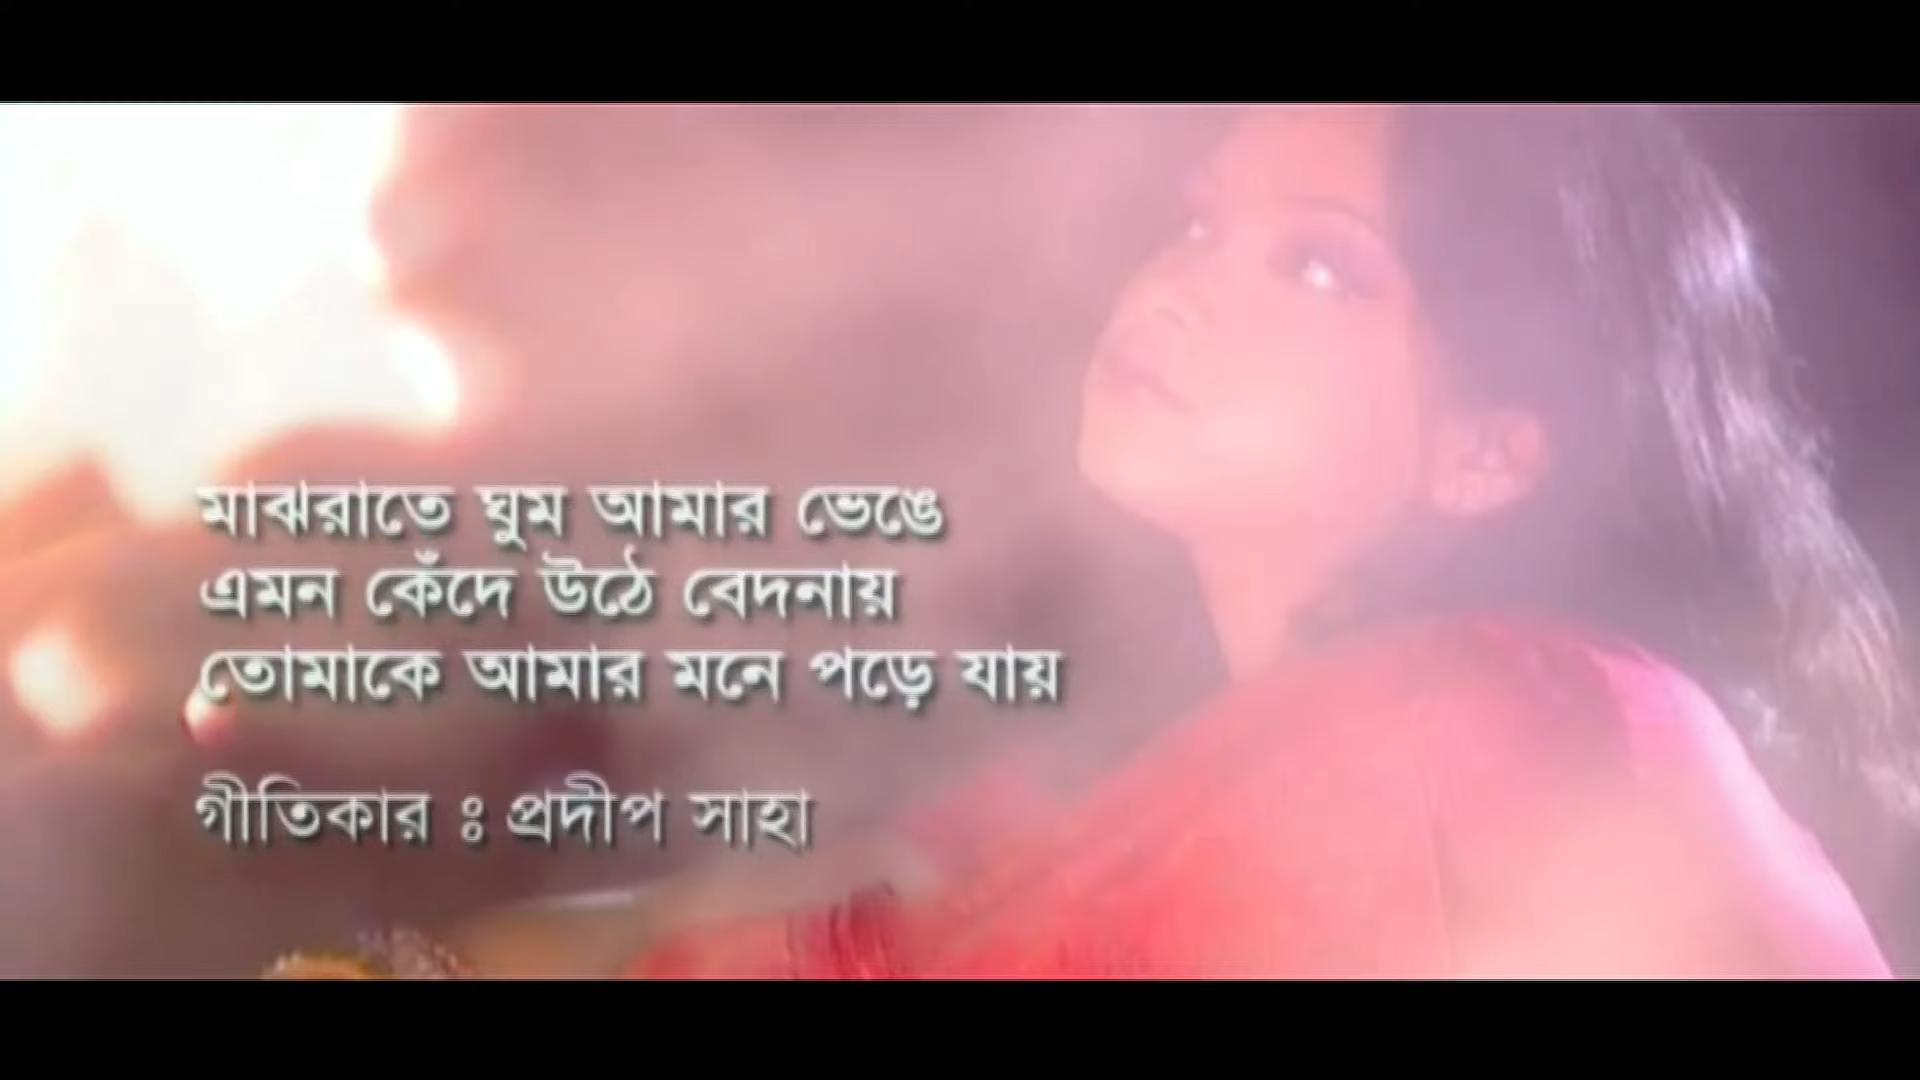 মাঝরাতে ঘুম আমার ভেঙে
এমন কেঁদে উঠে বেদনায়
তোমাকে আমার মনে পড়ে যায়
গীতিকার ঃ প্রদীপ সাহা